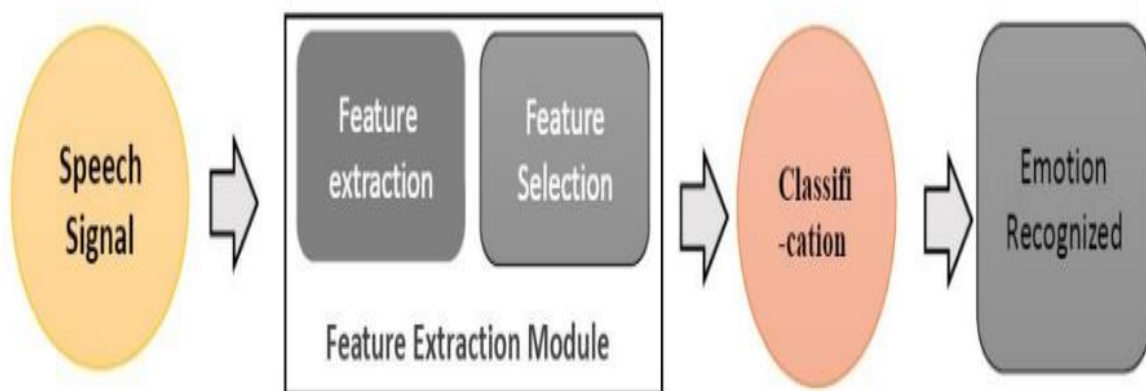 Speech
Signal
Feature
extraction
Feature
Selection
Feature Extraction Module
Classifi
-cation
Emotion
Recognized